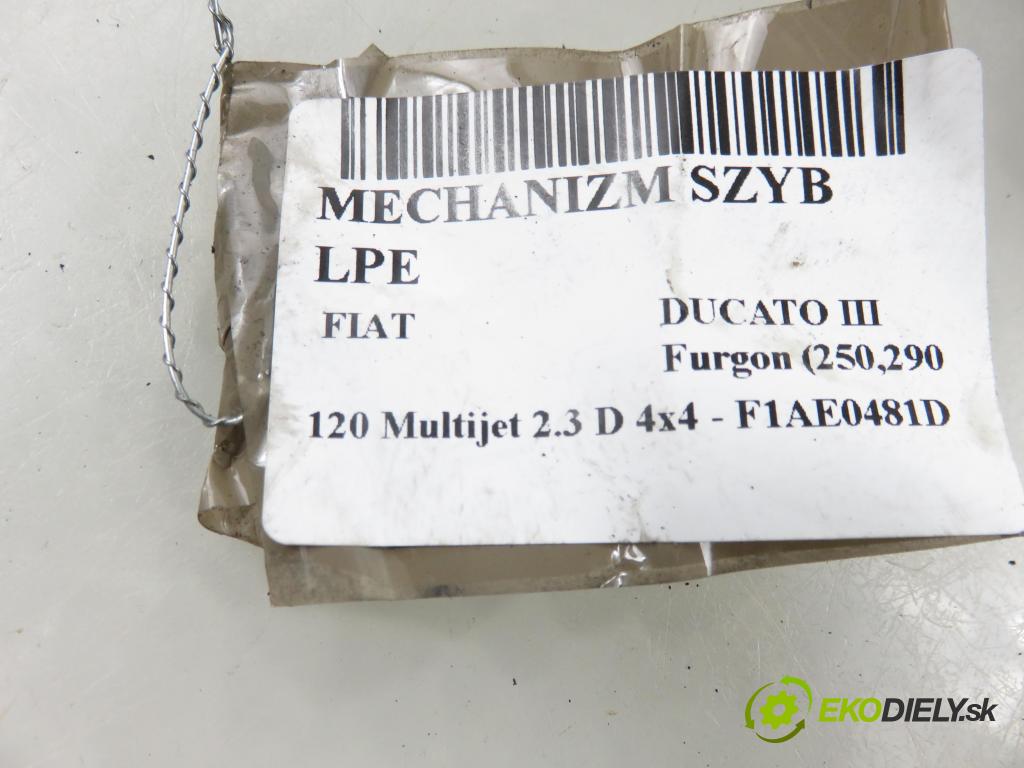 MECHANIZM SZYB
LPE
FIAT DUCATO III
Furgon (250,290
120 Multijet 2.3 D 4x4 - F1AE0481D
EKODIELY.sk